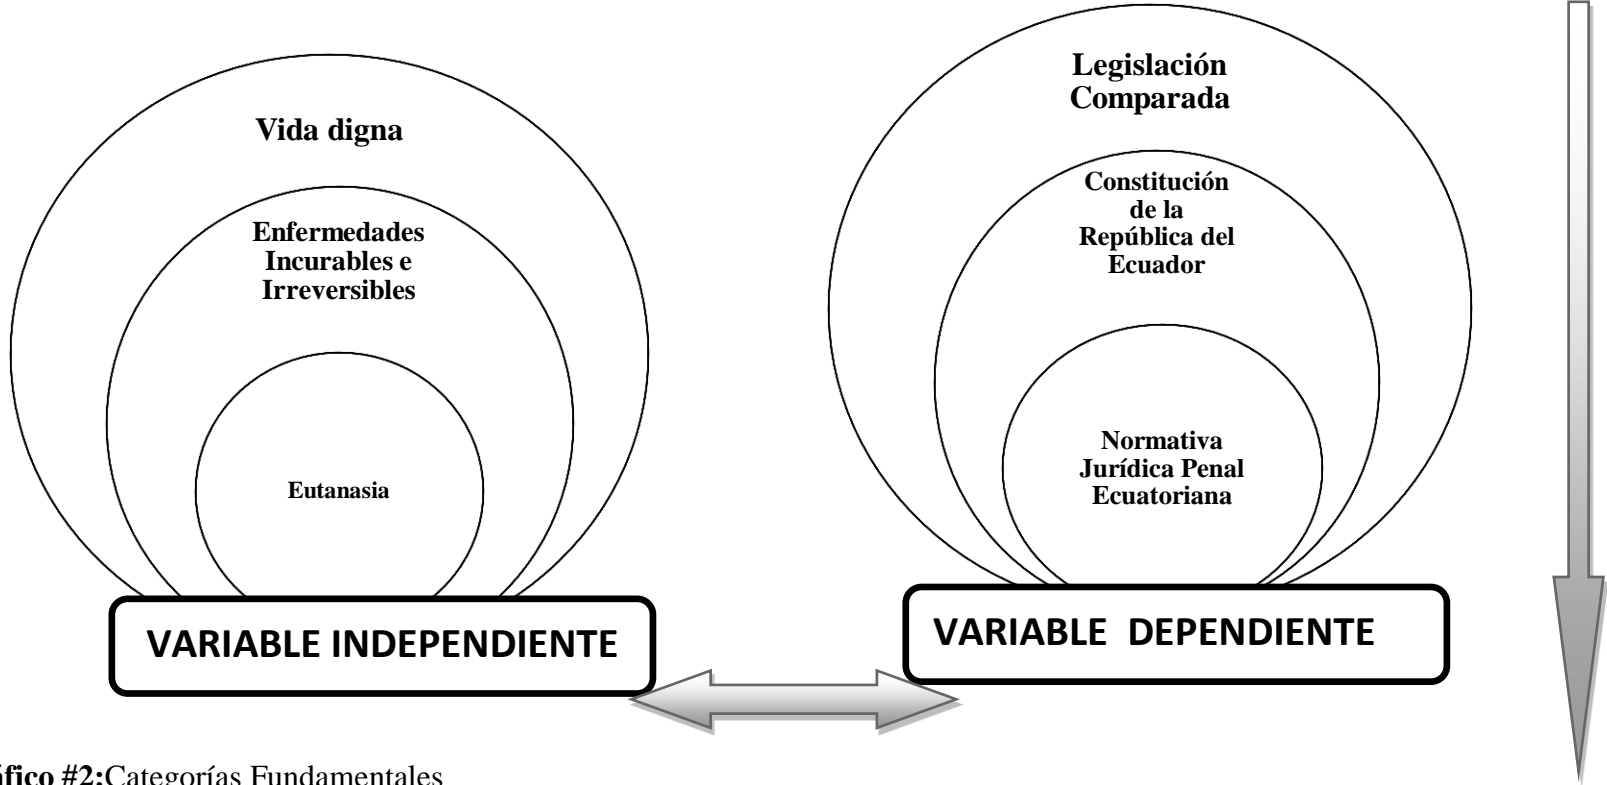 Vida digna
Enfermedades
Incurables e
Irreversibles
Eutanasia
VARIABLE INDEPENDIENTE
Legislación
Comparada
Constitución
de la
República del
Ecuador
Normativa
Jurídica Penal
Ecuatoriana
VARIABLE DEPENDIENTE
áfico #2:Categorías Fundamentales